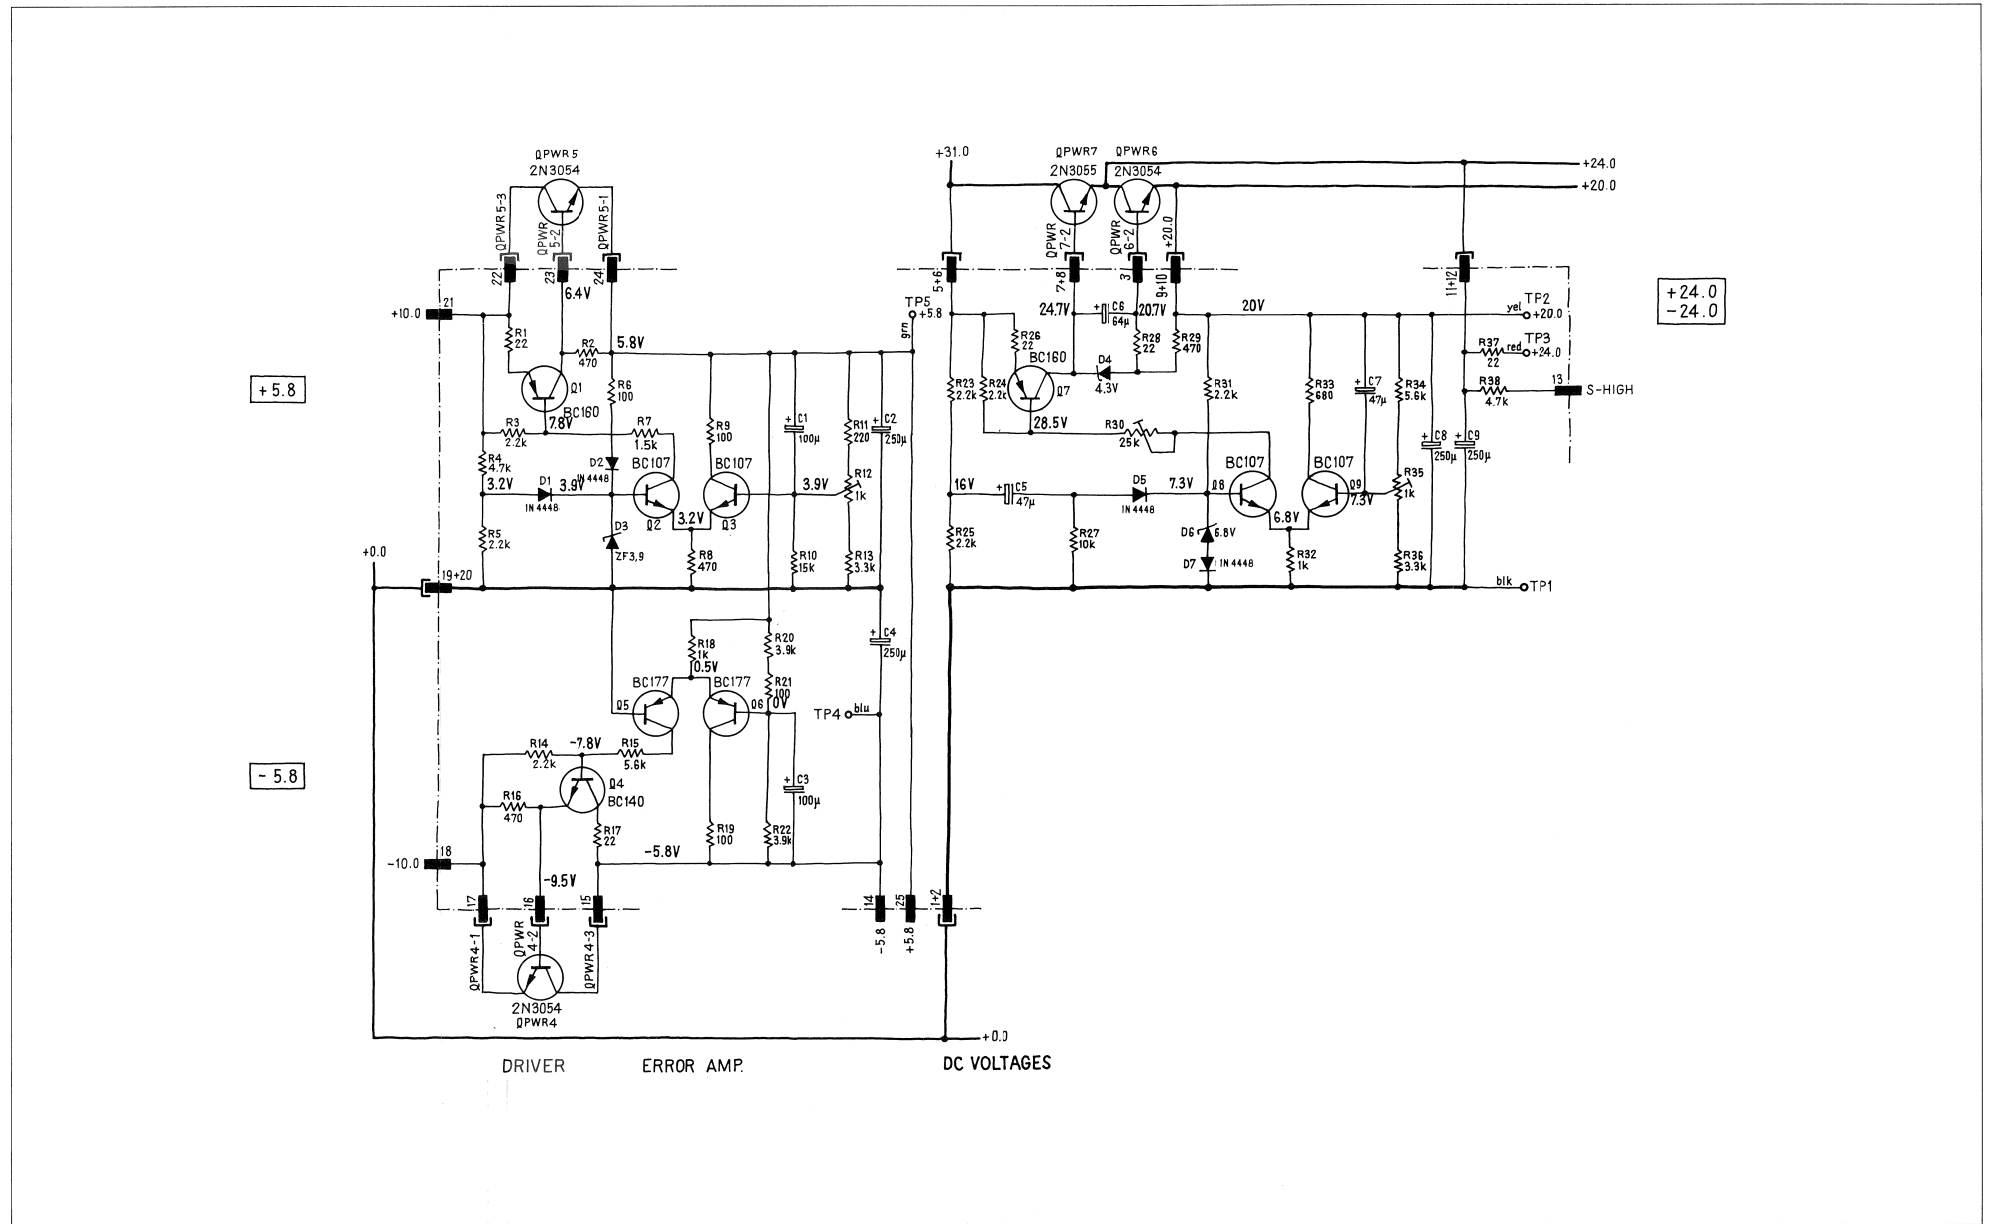 QPWR5
2N3054
QPWR5-3
QPWR
5-2
QPWR5-1
22
23
24
6.4V
21
+10.0
R1
22
R2
470
5.8V
TP5
+5.8
grn
Q1
BC160
7.8V
R6
100
R3
2.2k
R7
1.5k
R9
100
C1
100µ
R11
220
C2
250µ
R4
4.7k
3.2V
D1
1N4448
3.9V
D2
1N4448
BC107
BC107
Q2
3.2V
Q3
3.9V
R12
1k
R5
2.2k
D3
ZF3,9
R8
470
R10
15k
R13
3.3k
+0.0
19+20
+5.8
R18
1k
0.5V
R20
3.9k
C4
250µ
BC177
BC177
R21
100
0V
Q5
Q6
TP4
blu
R14
2.2k
-7.8V
R15
5.6k
Q4
BC140
C3
100µ
- 5.8
R16
470
R17
22
R19
100
R22
3.9k
18
-10.0
-5.8V
-9.5V
17
16
15
14
25
1+2
QPWR4-1
QPWR
4-2
QPWR4-3
-5.8
+5.8
2N3054
QPWR4
+0.0
DRIVER
ERROR AMP.
DC VOLTAGES
+31.0
QPWR7
2N3055
QPWR6
2N3054
+24.0
+20.0
QPWR
7-2
QPWR
6-2
+20.0
5+6
7+8
3
9+10
11+12
24.7V
C6
64µ
20.7V
20V
yel
TP2
+20.0
TP3
+24.0
red
R37
22
R38
4.7k
13
S-HIGH
+24.0
-24.0
R26
22
BC160
Q7
D4
4.3V
R28
22
R29
470
R23
2.2k
R24
2.2k
28.5V
R30
25k
R31
2.2k
R33
680
C7
47µ
R34
5.6k
C8
250µ
C9
250µ
16V
C5
47µ
D5
1N4448
7.3V
BC107
BC107
Q8
Q9
7.3V
R35
1k
6.8V
R25
2.2k
R27
10k
D6
6.8V
D7
1N4448
R32
1k
R36
3.3k
blk
TP1